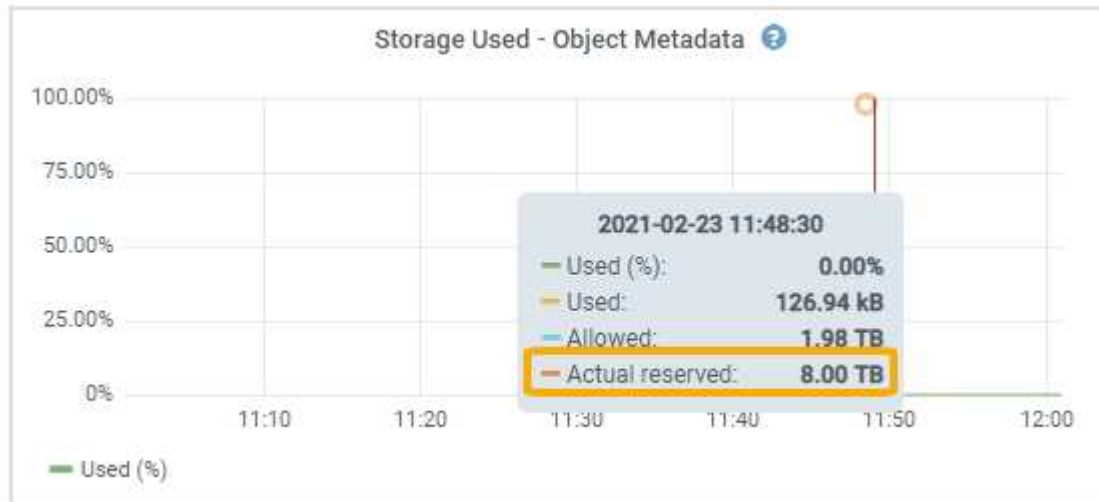 Storage Used - Object Metadata ?
100.00%
75.00%
50.00%
25.00%
0%
2021-02-23 11:48:30
Used (%): 0.00%
Used: 126.94 kB
Allowed: 1.98 TB
Actual reserved: 8.00 TB
11:10 11:20 11:30 11:40 11:50 12:00
Used (%)